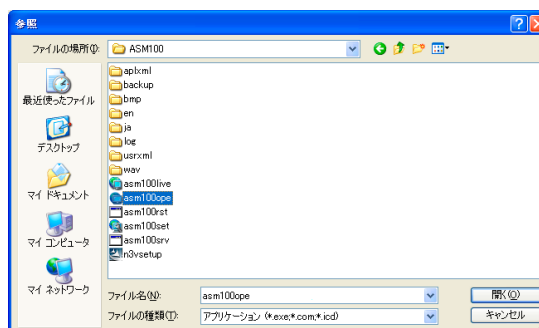 参照
ファイルの場所(I):
ASM100
最近使ったファイル
デスクトップ
マイ ドキュメント
マイ コンピュータ
マイ ネットワーク
aplxml
backup
bmp
en
ja
log
usrxml
wav
asm100live
asm100ope
asm100rst
asm100set
asm100srv
n3vsetup
ファイル名(N):
asm100ope
開く(O)
ファイルの種類(T):
アプリケーション (*.exe;*.com;*.icd)
キャンセル